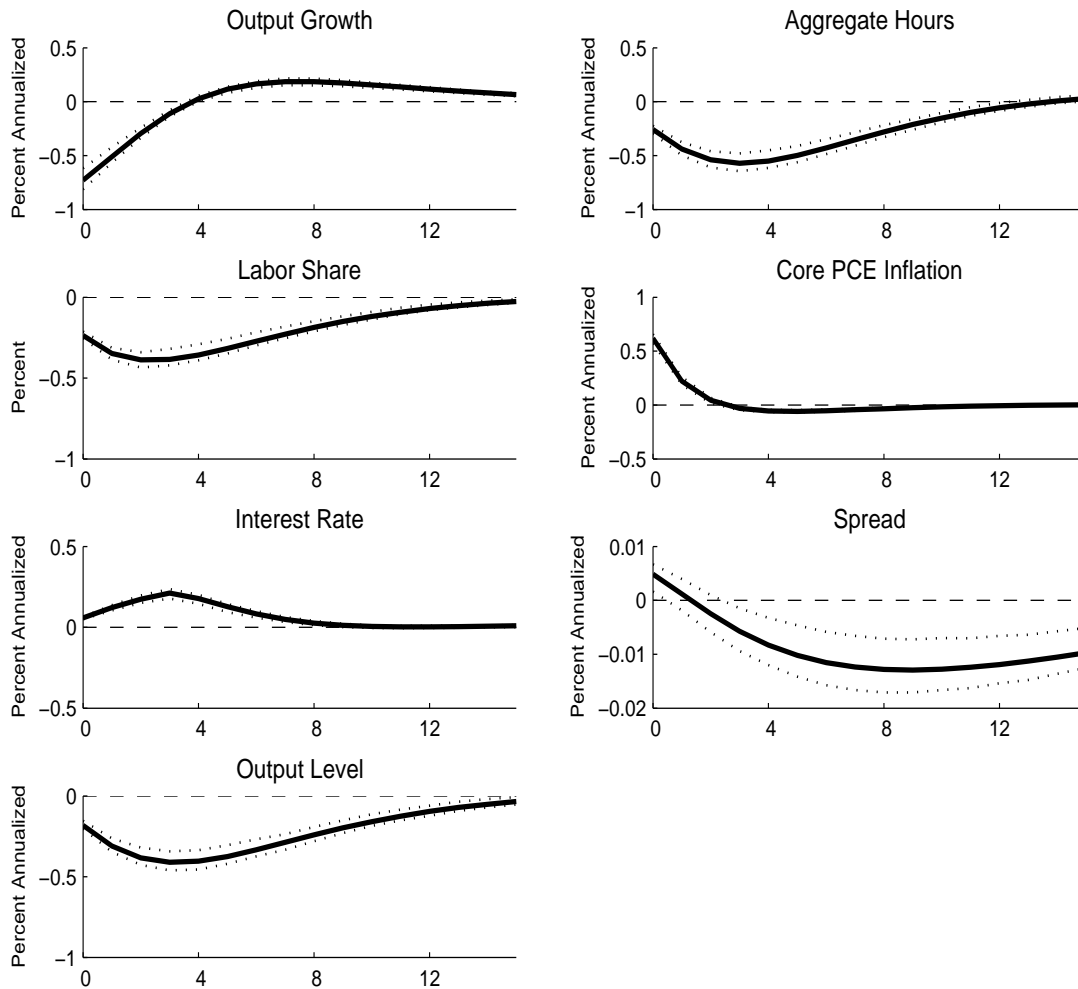 Output Growth
Percent Annualized
0.5
0
−0.5
−1
0 4 8 12
Aggregate Hours
Percent Annualized
0.5
0
−0.5
−1
0 4 8 12
Labor Share
Percent
0
−0.5
−1
0 4 8 12
Core PCE Inflation
Percent Annualized
1
0.5
0
−0.5
0 4 8 12
Interest Rate
Percent Annualized
0.5
0
−0.5
0 4 8 12
Spread
Percent Annualized
0.01
0
−0.01
−0.02
0 4 8 12
Output Level
Percent Annualized
0
−0.5
−1
0 4 8 12